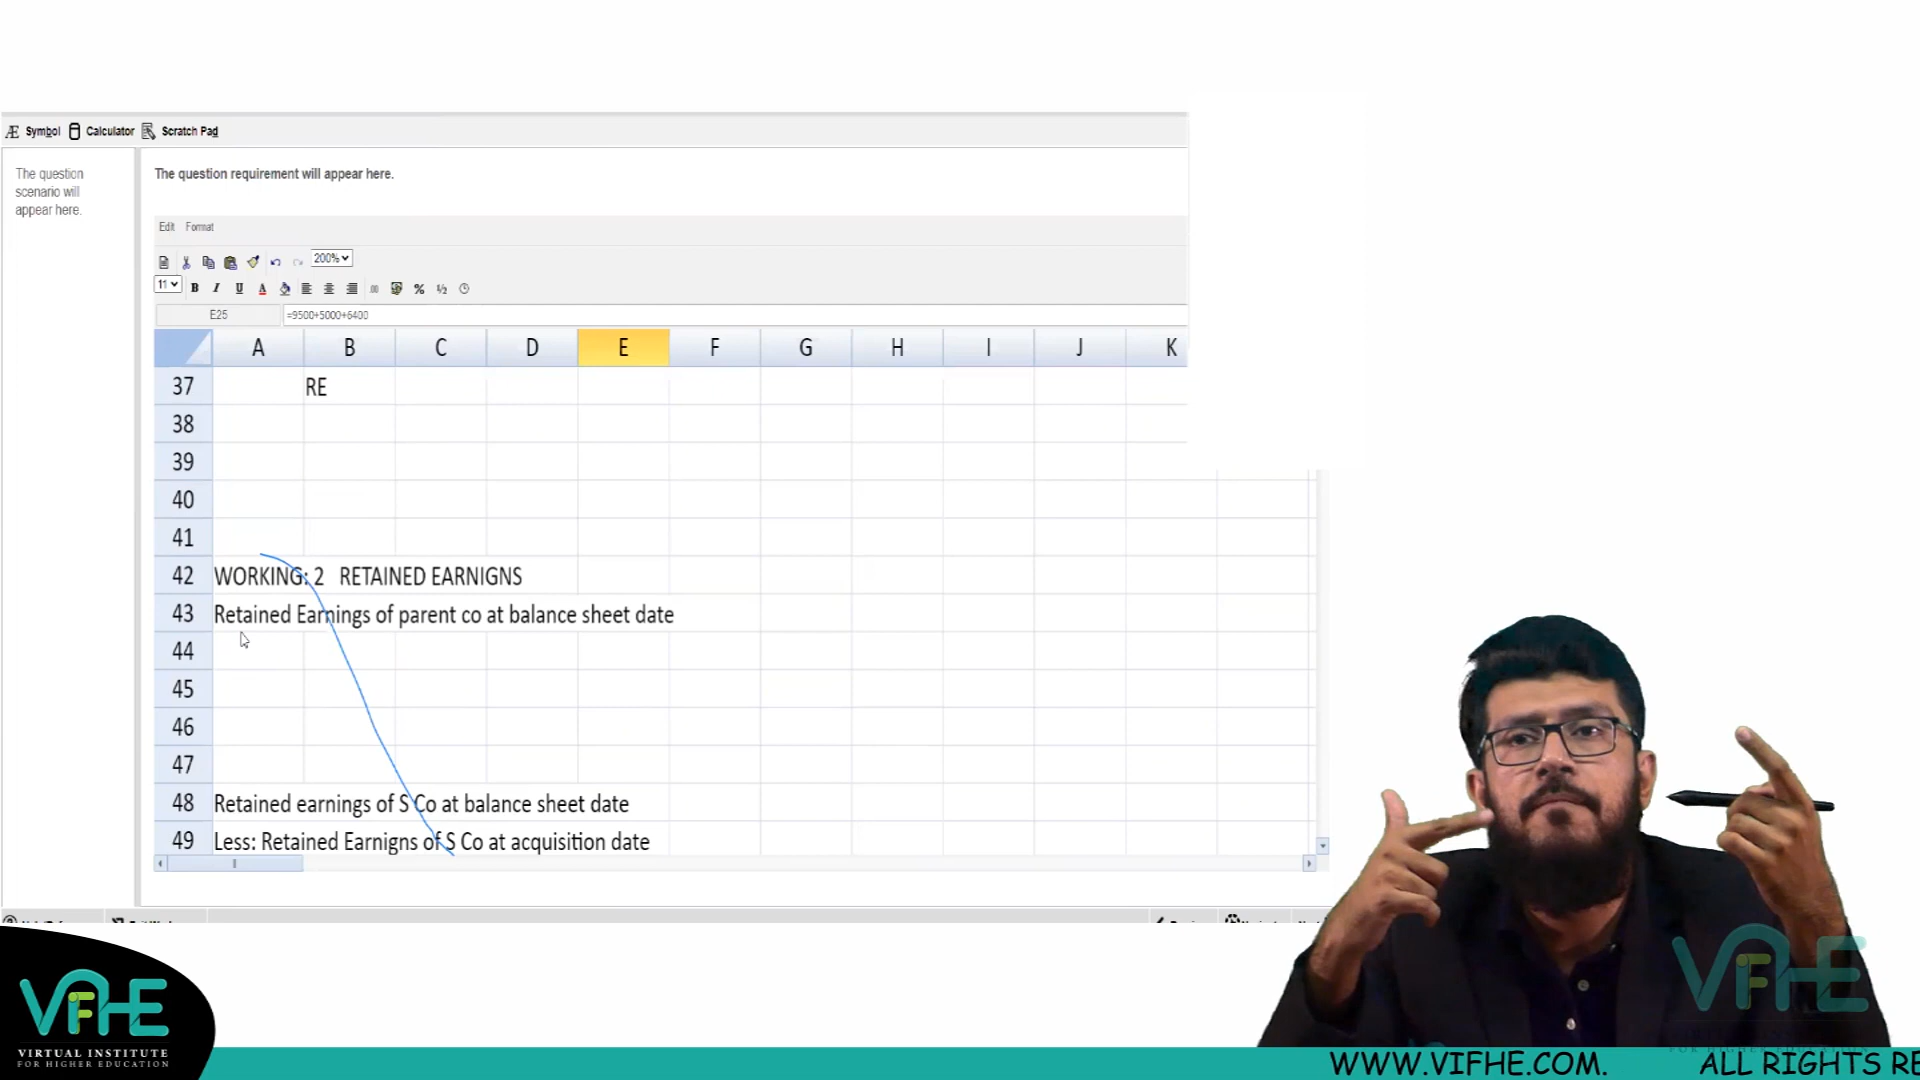 Æ Symbol Calculator Scratch Pad
The question
scenario will
appear here.
The question requirement will appear here.
Edit Format
200%
11 B I U A % ½
E25 =9500+5000+6400
A B C D E F G H I J K
37 RE
38
39
40
41
42 WORKING: 2 RETAINED EARNIGNS
43 Retained Earnings of parent co at balance sheet date
44
45
46
47
48 Retained earnings of S Co at balance sheet date
49 Less: Retained Earnigns of S Co at acquisition date
VIFHE
VIRTUAL INSTITUTE
FOR HIGHER EDUCATION
VIFHE
WWW.VIFHE.COM. ALL RIGHTS RE